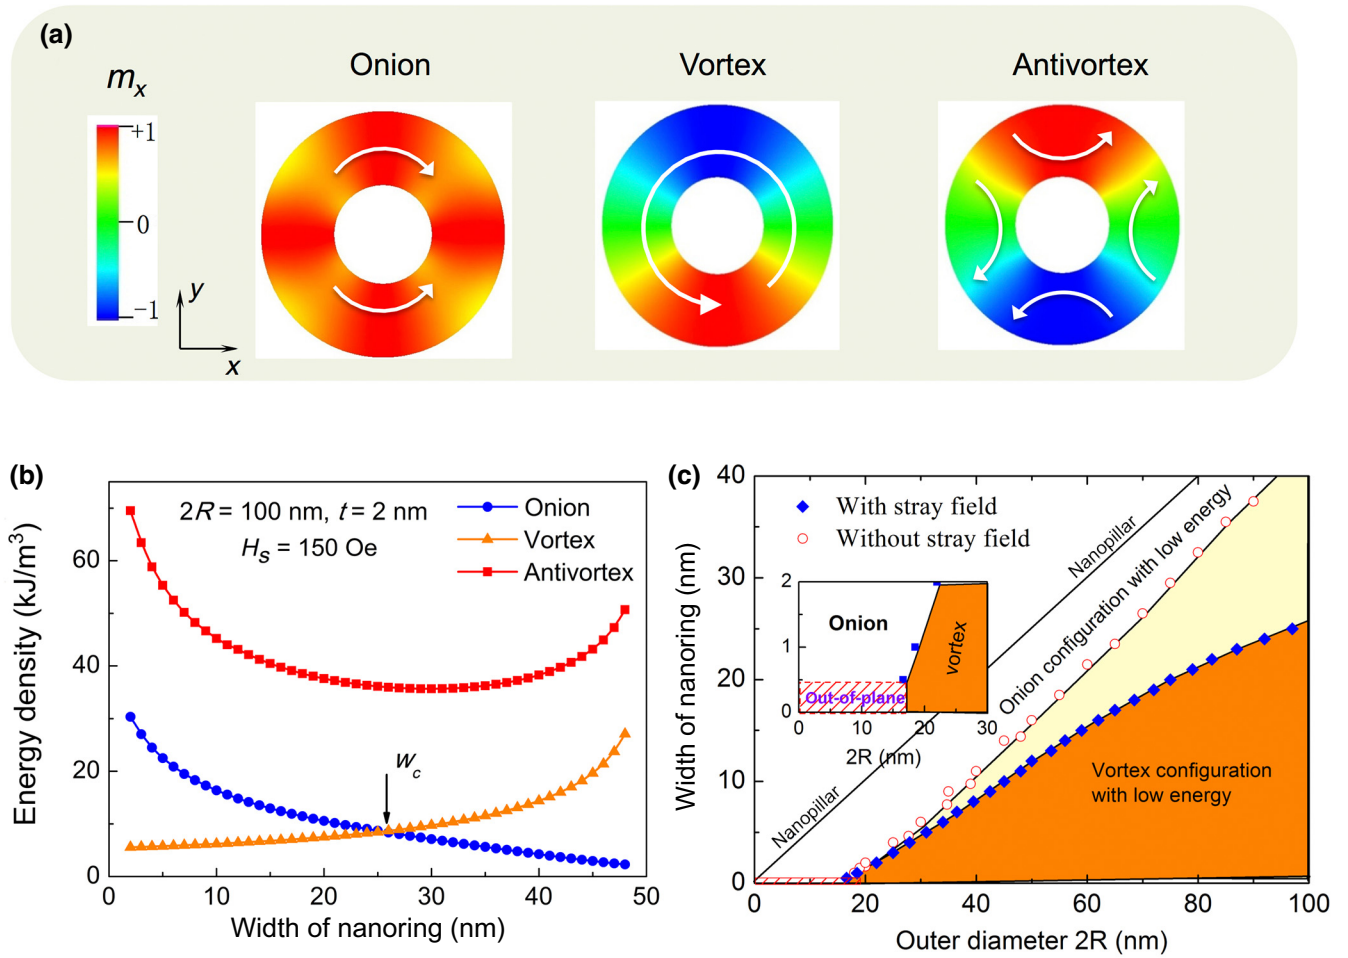 (a)
Onion
Vortex
Antivortex
mx
+1
0
−1
y
x
(b)
2R = 100 nm, t = 2 nm
Hs = 150 Oe
Onion
Vortex
Antivortex
wc
Energy density (kJ/m³)
60
40
20
0
0 10 20 30 40 50
Width of nanoring (nm)
(c)
With stray field
Without stray field
Nanopillar
Onion configuration with low energy
Nanopillar
Vortex configuration
with low energy
Onion
vortex
Out-of-plane
2
1
0
0 10 20 30
2R (nm)
Width of nanoring (nm)
40
30
20
10
0
0 20 40 60 80 100
Outer diameter 2R (nm)